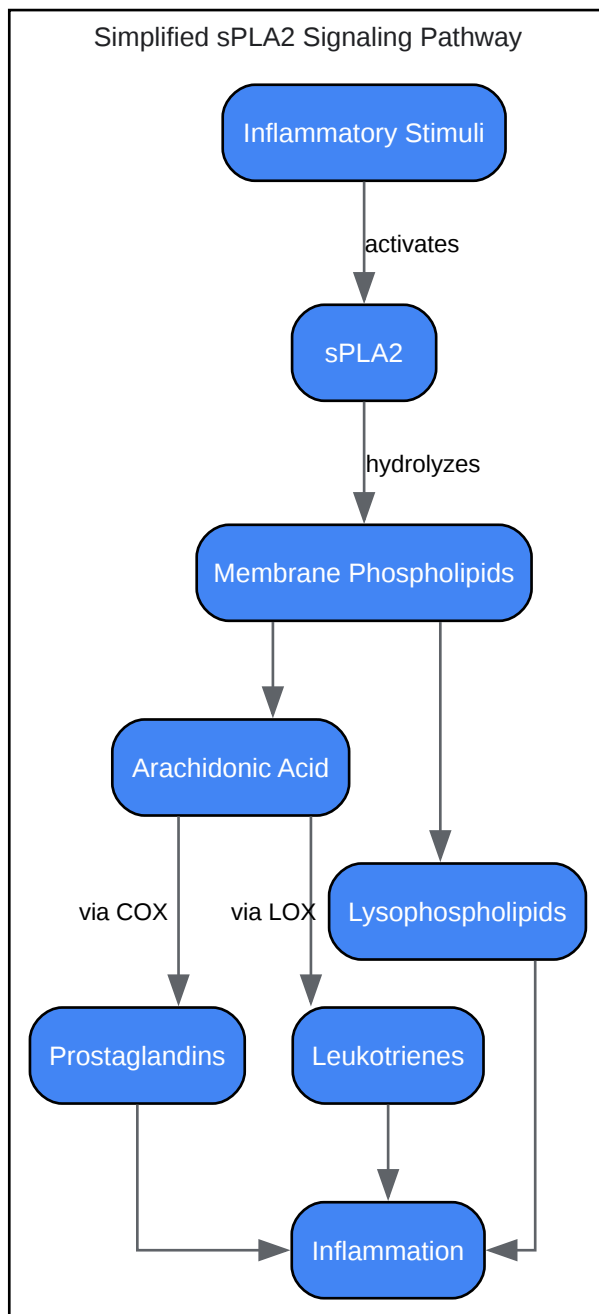 Simplified sPLA2 Signaling Pathway
Inflammatory Stimuli
activates
sPLA2
hydrolyzes
Membrane Phospholipids
Arachidonic Acid
Lysophospholipids
via COX
via LOX
Prostaglandins
Leukotrienes
Inflammation